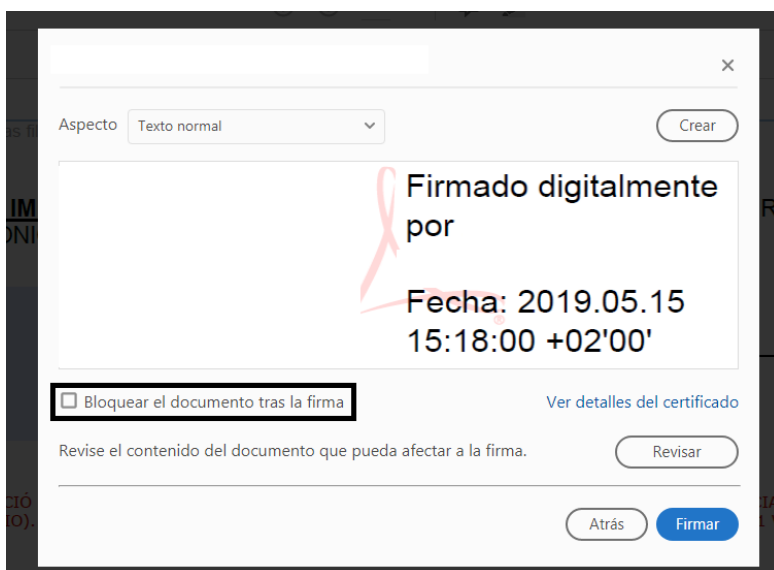 Aspecto Texto normal Crear
Firmado digitalmente
por
Fecha: 2019.05.15
15:18:00 +02'00'
Bloquear el documento tras la firma Ver detalles del certificado
Revise el contenido del documento que pueda afectar a la firma. Revisar
Atrás Firmar